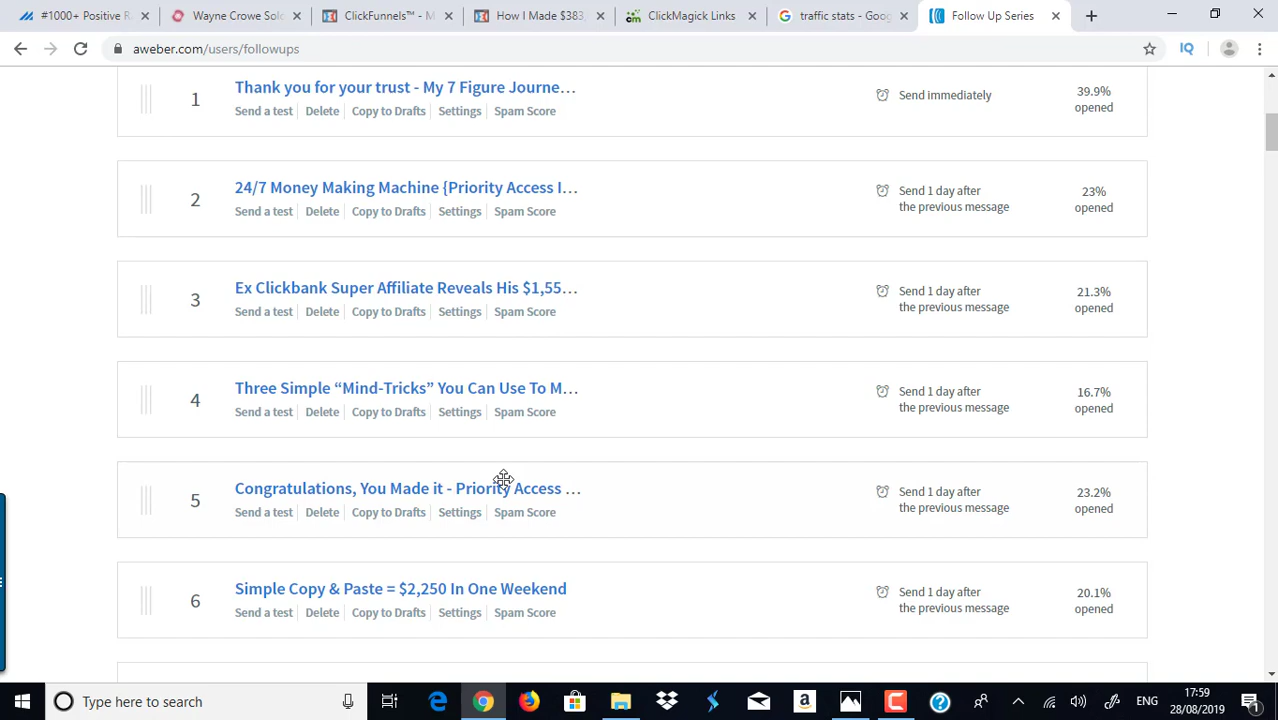 #1000+ Positive R
Wayne Crowe Sol
ClickFunnels™ - M
How I Made $383,
ClickMagick Links
traffic stats - Goog
Follow Up Series
aweber.com/users/followups
IQ
1
Thank you for your trust - My 7 Figure Journe…
Send a test
Delete
Copy to Drafts
Settings
Spam Score
Send immediately
39.9%
opened
2
24/7 Money Making Machine {Priority Access I…
Send a test
Delete
Copy to Drafts
Settings
Spam Score
Send 1 day after
the previous message
23%
opened
3
Ex Clickbank Super Affiliate Reveals His $1,55…
Send a test
Delete
Copy to Drafts
Settings
Spam Score
Send 1 day after
the previous message
21.3%
opened
4
Three Simple “Mind-Tricks” You Can Use To M…
Send a test
Delete
Copy to Drafts
Settings
Spam Score
Send 1 day after
the previous message
16.7%
opened
5
Congratulations, You Made it - Priority Access …
Send a test
Delete
Copy to Drafts
Settings
Spam Score
Send 1 day after
the previous message
23.2%
opened
6
Simple Copy & Paste = $2,250 In One Weekend
Send a test
Delete
Copy to Drafts
Settings
Spam Score
Send 1 day after
the previous message
20.1%
opened
Type here to search
ENG
17:59
28/08/2019
1